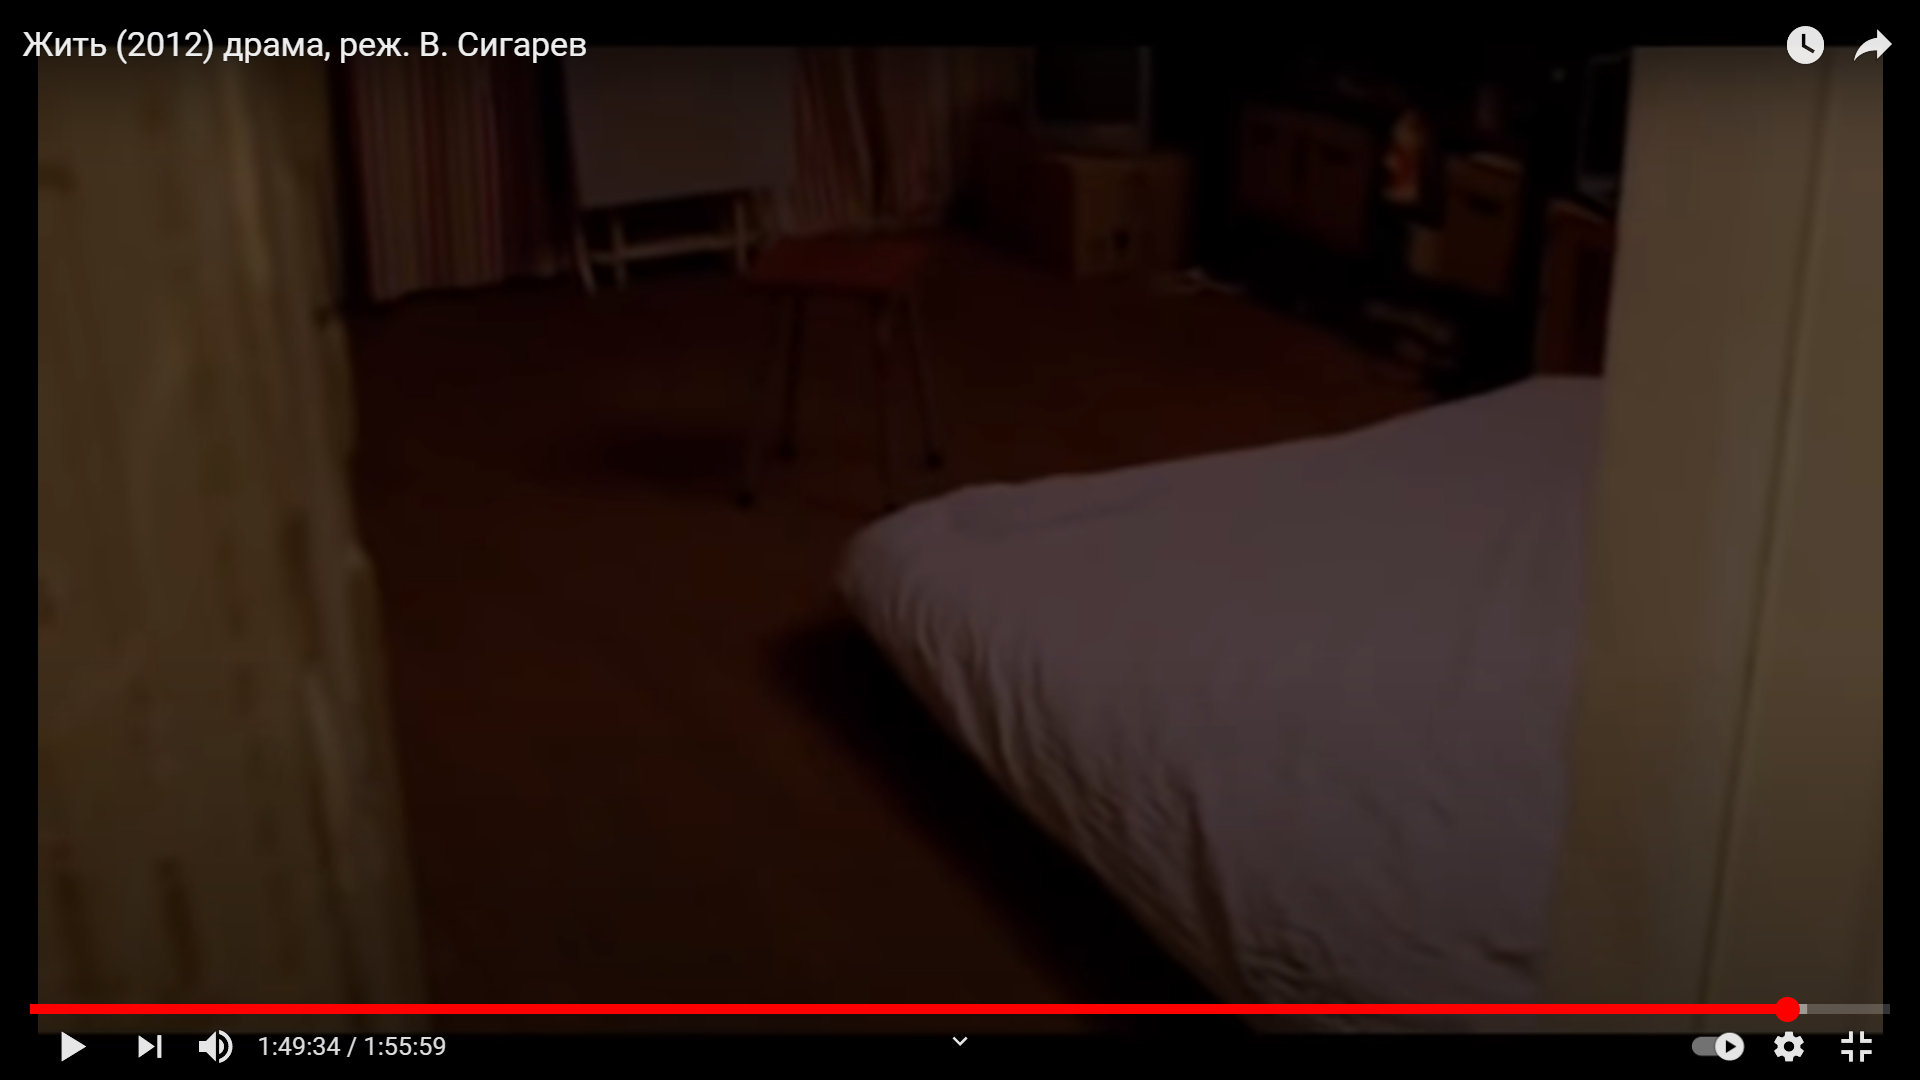 Жить (2012) драма, реж. В. Сигарев
1:49:34 / 1:55:59